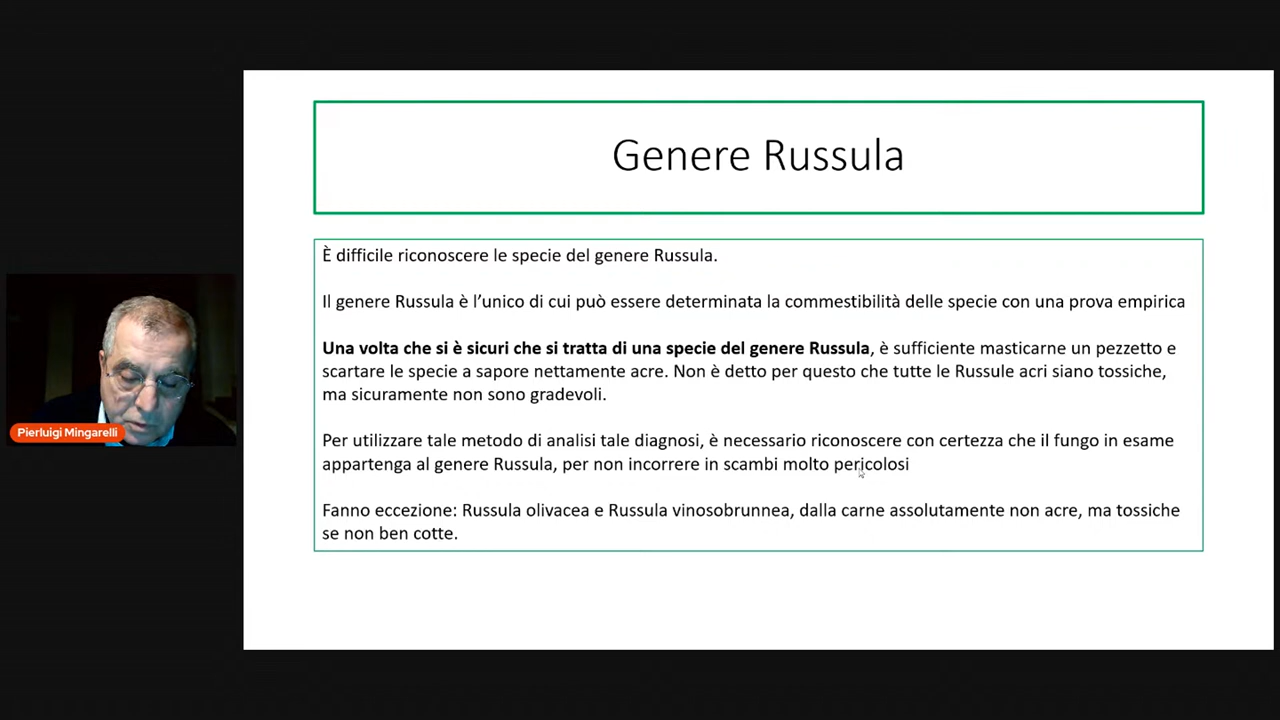 Genere Russula
È difficile riconoscere le specie del genere Russula.
Il genere Russula è l'unico di cui può essere determinata la commestibilità delle specie con una prova empirica
Una volta che si è sicuri che si tratta di una specie del genere Russula, è sufficiente masticarne un pezzetto e
scartare le specie a sapore nettamente acre. Non è detto per questo che tutte le Russule acri siano tossiche,
ma sicuramente non sono gradevoli.
Per utilizzare tale metodo di analisi tale diagnosi, è necessario riconoscere con certezza che il fungo in esame
appartenga al genere Russula, per non incorrere in scambi molto pericolosi
Fanno eccezione: Russula olivacea e Russula vinosobrunnea, dalla carne assolutamente non acre, ma tossiche
se non ben cotte.
Pierluigi Mingarelli